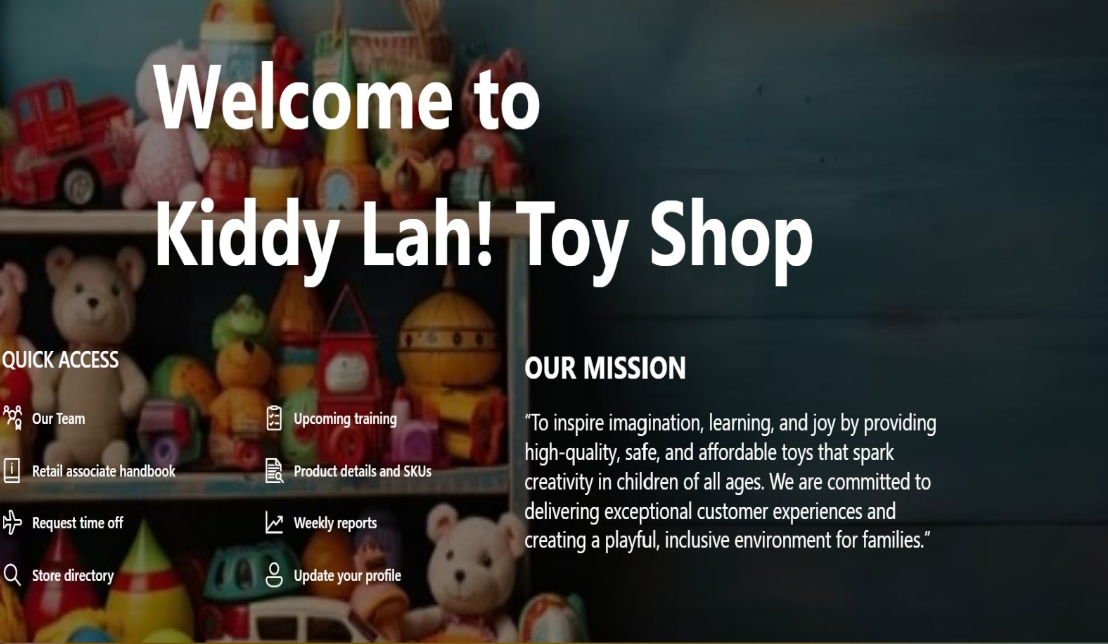 Welcome to
Kiddy Lah! Toy Shop
QUICK ACCESS
Our Team
Upcoming training
Retail associate handbook
Product details and SKUs
Request time off
Weekly reports
Store directory
Update your profile
OUR MISSION
“To inspire imagination, learning, and joy by providing
high-quality, safe, and affordable toys that spark
creativity in children of all ages. We are committed to
delivering exceptional customer experiences and
creating a playful, inclusive environment for families.”